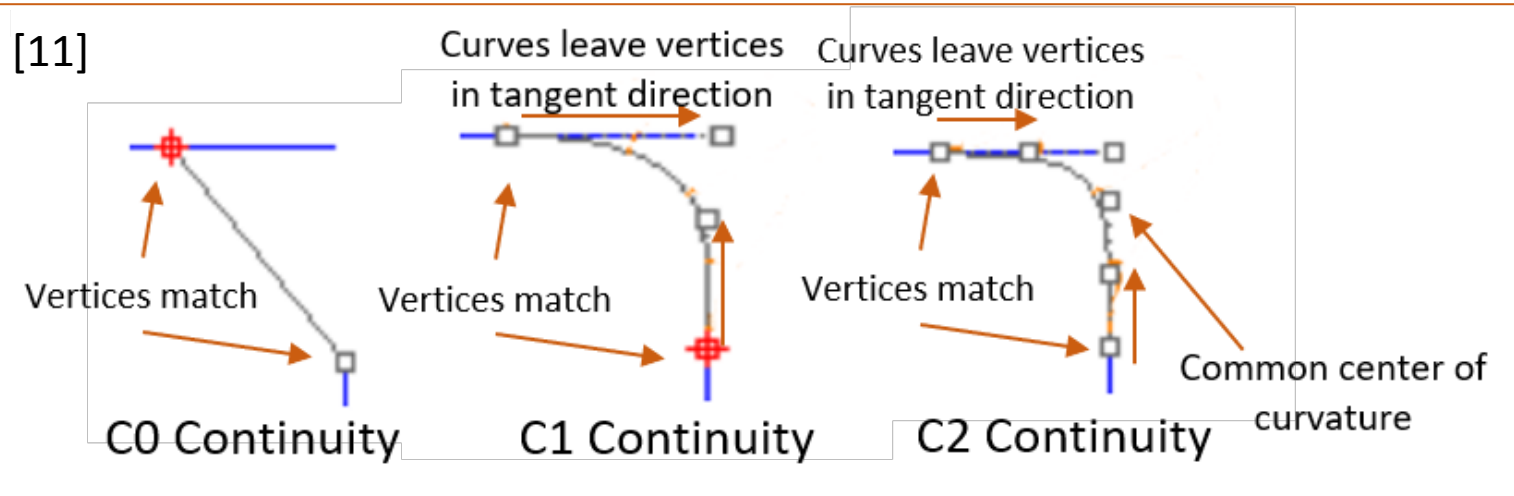 [11]
Vertices match
C0 Continuity
Curves leave vertices
in tangent direction
Vertices match
C1 Continuity
Curves leave vertices
in tangent direction
Vertices match
Common center of
curvature
C2 Continuity